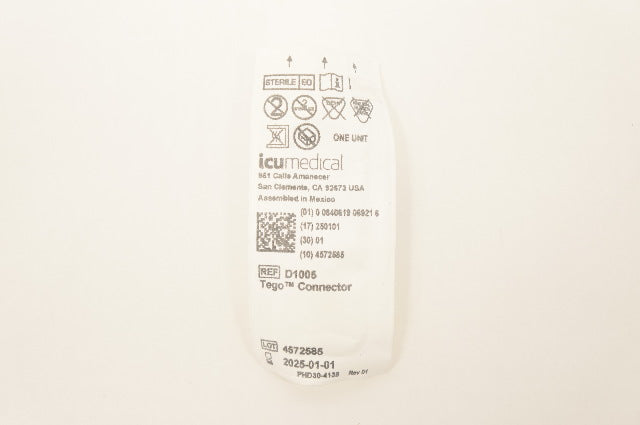 STERILE EO
ONE UNIT
icumedical
951 Calle Amanecer
San Clemente, CA 92673 USA
Assembled in Mexico
(01) 0 0840619 06921 6
(17) 250101
(30) 01
(10) 4572585
REF D1005
Tego™ Connector
LOT 4572585
2025-01-01
PHD30-4138 Rev 01